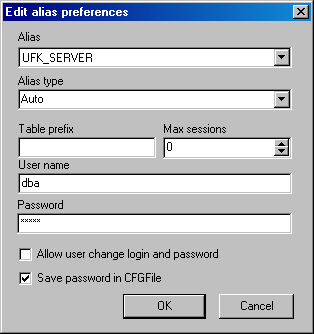 Edit alias preferences
Alias
UFK_SERVER
Alias type
Auto
Table prefix Max sessions
0
User name
dba
Password
*****
Allow user change login and password
Save password in CFGFile
OK Cancel